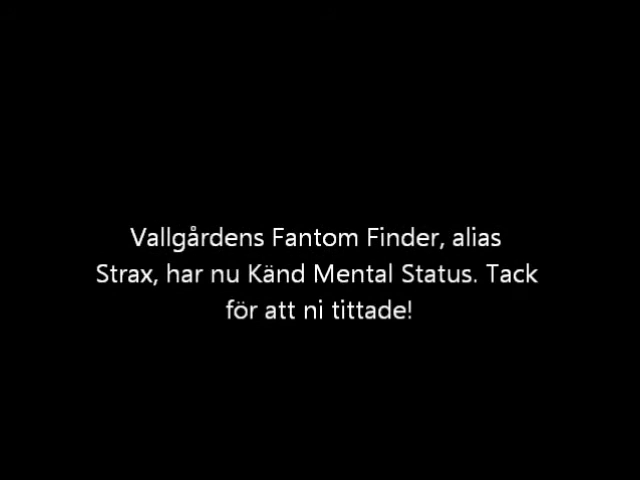 Vallgårdens Fantom Finder, alias
Strax, har nu Känd Mental Status. Tack
för att ni tittade!